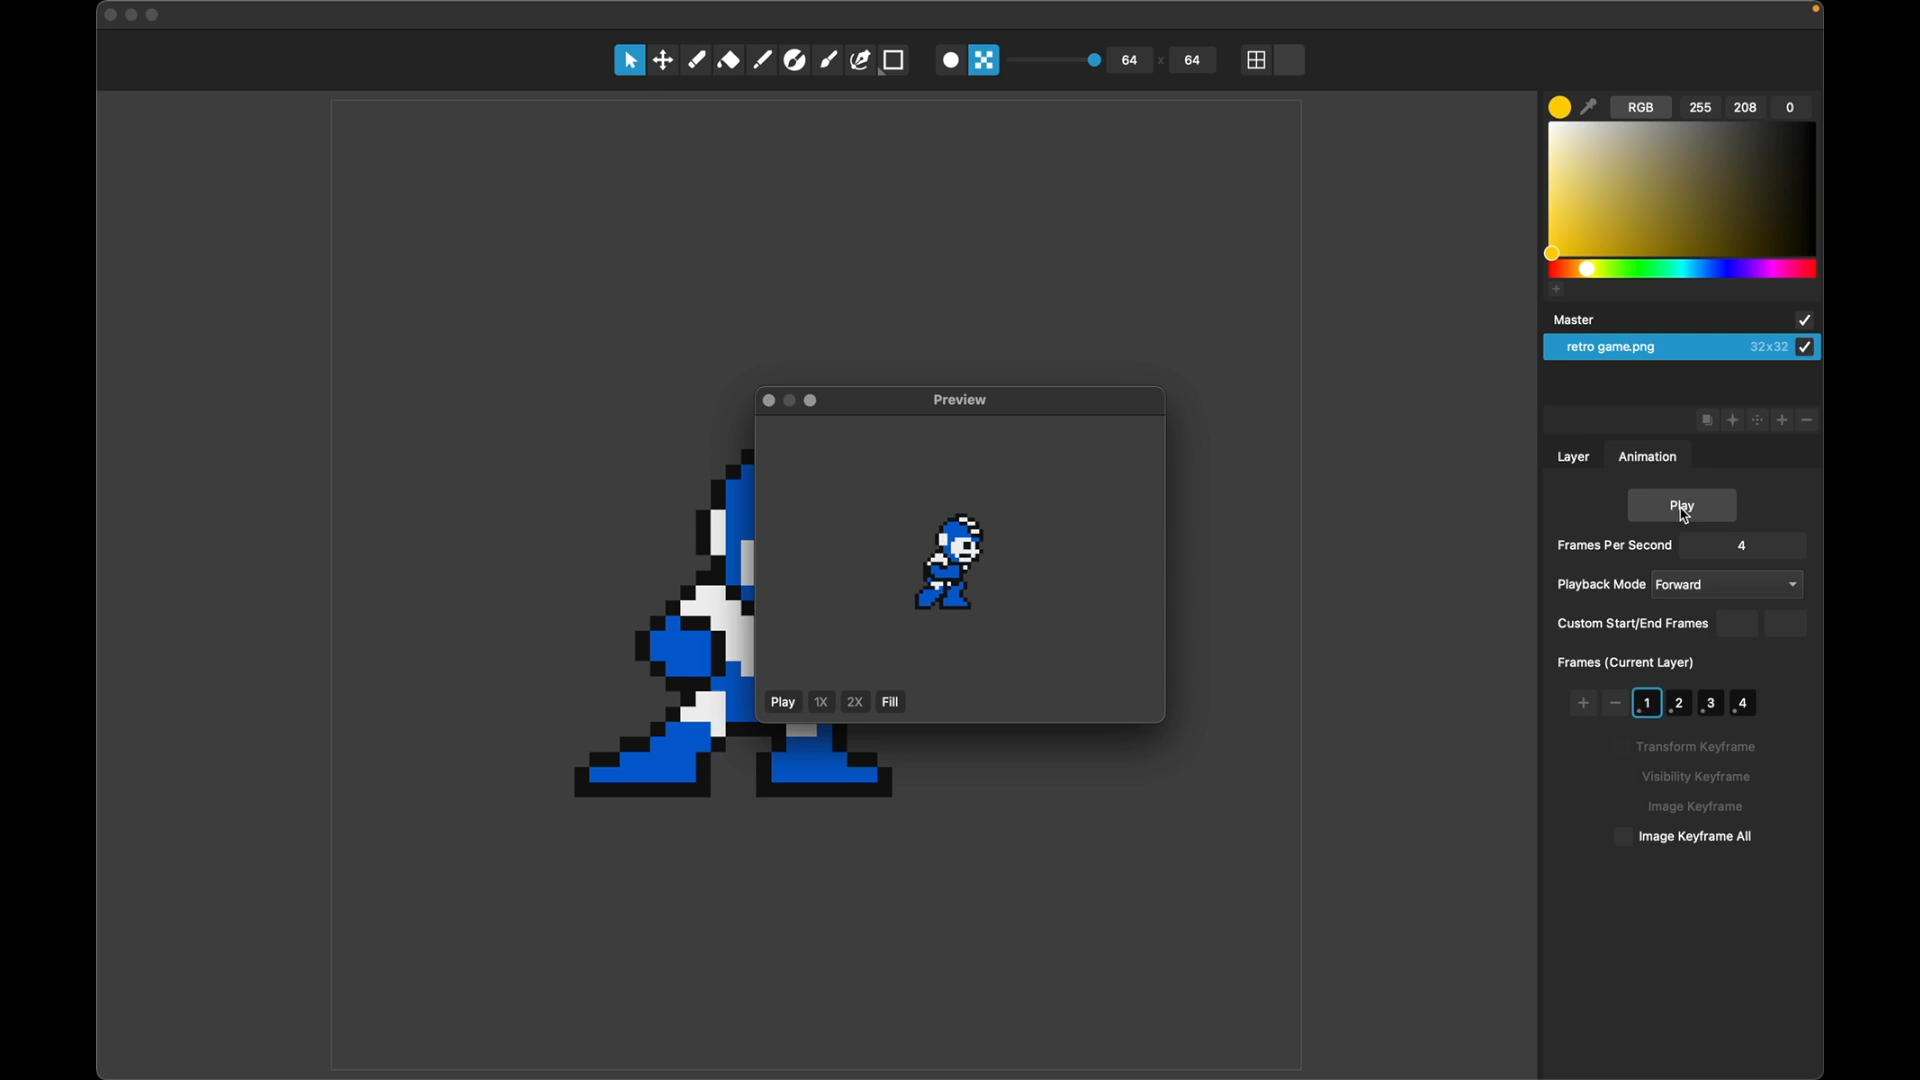 64 x 64
RGB 255 208 0
Master
retro game.png 32x32
Preview
Layer Animation
Play
Frames Per Second 4
Playback Mode Forward
Custom Start/End Frames
Frames (Current Layer)
Play 1X 2X Fill
+ − 1 2 3 4
Transform Keyframe
Visibility Keyframe
Image Keyframe
Image Keyframe All